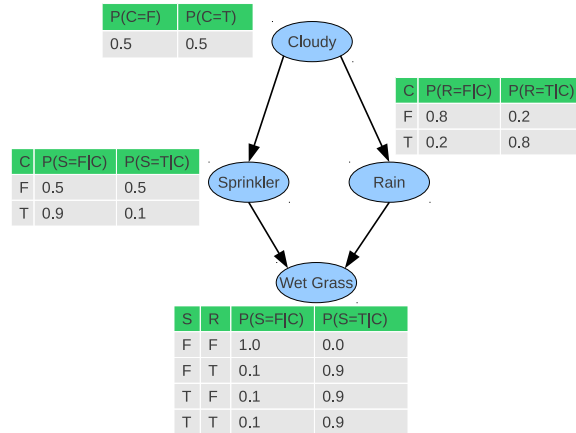 P(C=F) P(C=T)
0.5 0.5
Cloudy
C P(R=F|C) P(R=T|C)
F 0.8 0.2
T 0.2 0.8
C P(S=F|C) P(S=T|C)
F 0.5 0.5
T 0.9 0.1
Sprinkler
Rain
Wet Grass
S R P(S=F|C) P(S=T|C)
F F 1.0 0.0
F T 0.1 0.9
T F 0.1 0.9
T T 0.1 0.9